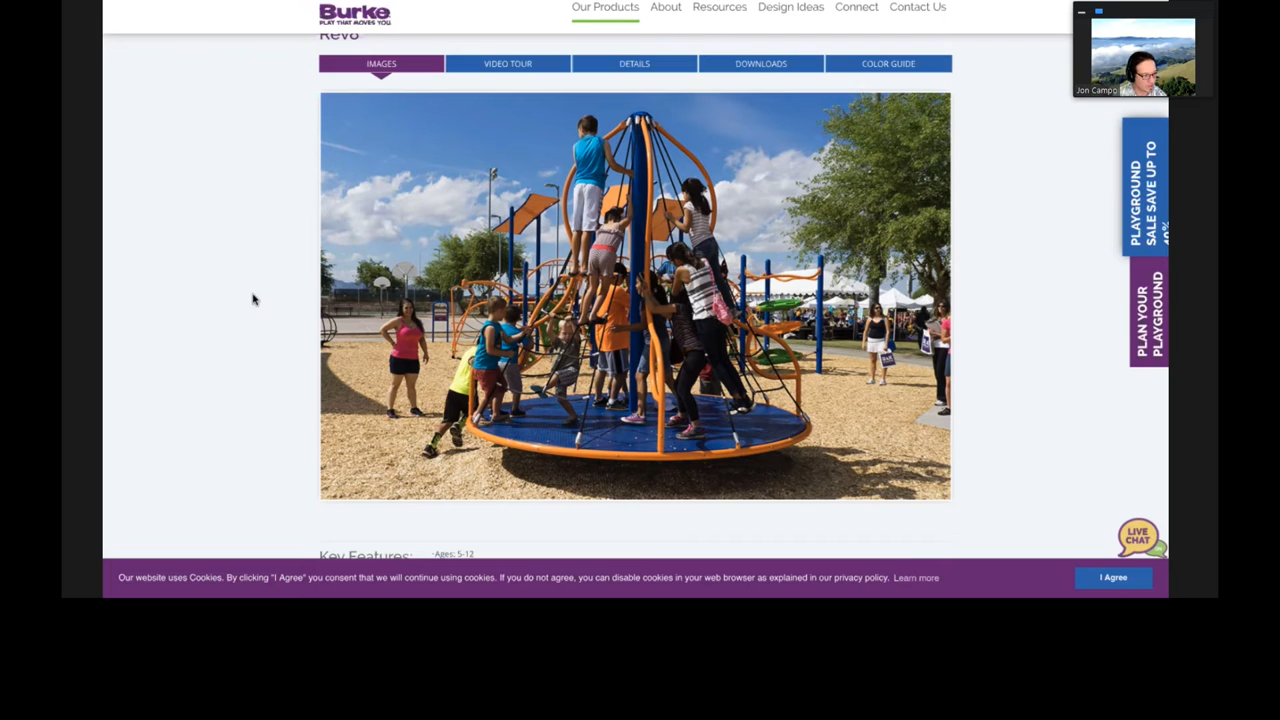 Burke
PLAY THAT MOVES YOU.
Our Products
About
Resources
Design Ideas
Connect
Contact Us
Rev8
IMAGES
VIDEO TOUR
DETAILS
DOWNLOADS
COLOR GUIDE
Jon Campo
PLAYGROUND
SALE SAVE UP TO
40%
PLAN YOUR
PLAYGROUND
LIVE
CHAT
Key Features:
·Ages: 5-12
Our website uses Cookies. By clicking "I Agree" you consent that we will continue using cookies. If you do not agree, you can disable cookies in your web browser as explained in our privacy policy. Learn more
I Agree